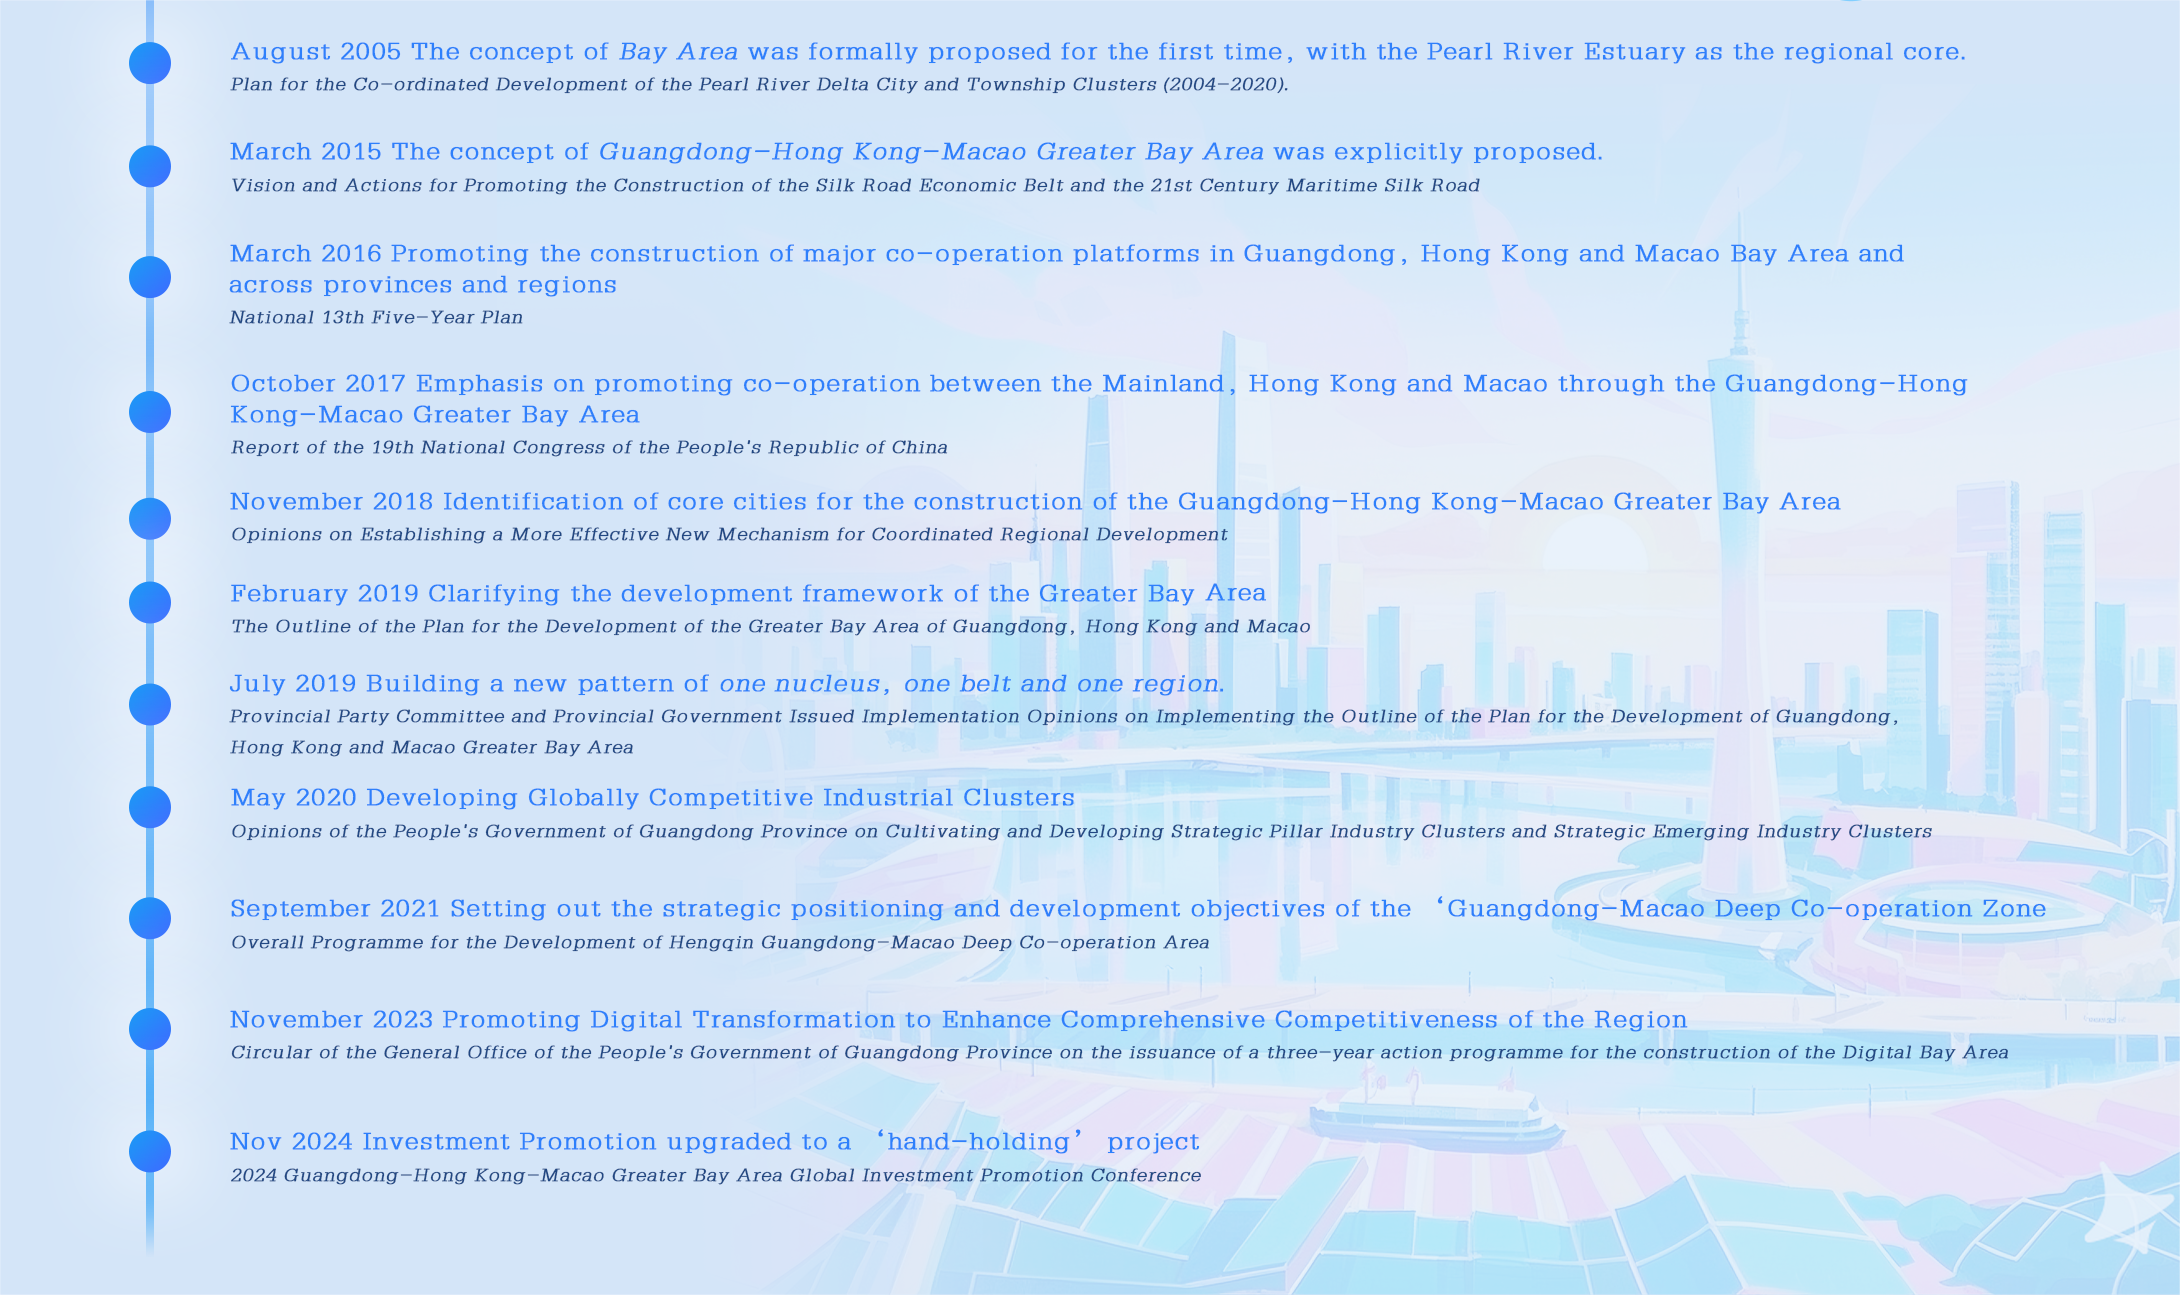 August 2005 The concept of Bay Area was formally proposed for the first time, with the Pearl River Estuary as the regional core.
Plan for the Co-ordinated Development of the Pearl River Delta City and Township Clusters (2004-2020).
March 2015 The concept of Guangdong-Hong Kong-Macao Greater Bay Area was explicitly proposed.
Vision and Actions for Promoting the Construction of the Silk Road Economic Belt and the 21st Century Maritime Silk Road
March 2016 Promoting the construction of major co-operation platforms in Guangdong, Hong Kong and Macao Bay Area and
across provinces and regions
National 13th Five-Year Plan
October 2017 Emphasis on promoting co-operation between the Mainland, Hong Kong and Macao through the Guangdong-Hong
Kong-Macao Greater Bay Area
Report of the 19th National Congress of the People's Republic of China
November 2018 Identification of core cities for the construction of the Guangdong-Hong Kong-Macao Greater Bay Area
Opinions on Establishing a More Effective New Mechanism for Coordinated Regional Development
February 2019 Clarifying the development framework of the Greater Bay Area
The Outline of the Plan for the Development of the Greater Bay Area of Guangdong, Hong Kong and Macao
July 2019 Building a new pattern of one nucleus, one belt and one region.
Provincial Party Committee and Provincial Government Issued Implementation Opinions on Implementing the Outline of the Plan for the Development of Guangdong,
Hong Kong and Macao Greater Bay Area
May 2020 Developing Globally Competitive Industrial Clusters
Opinions of the People's Government of Guangdong Province on Cultivating and Developing Strategic Pillar Industry Clusters and Strategic Emerging Industry Clusters
September 2021 Setting out the strategic positioning and development objectives of the ‘Guangdong-Macao Deep Co-operation Zone
Overall Programme for the Development of Hengqin Guangdong-Macao Deep Co-operation Area
November 2023 Promoting Digital Transformation to Enhance Comprehensive Competitiveness of the Region
Circular of the General Office of the People's Government of Guangdong Province on the issuance of a three-year action programme for the construction of the Digital Bay Area
Nov 2024 Investment Promotion upgraded to a ‘hand-holding’ project
2024 Guangdong-Hong Kong-Macao Greater Bay Area Global Investment Promotion Conference